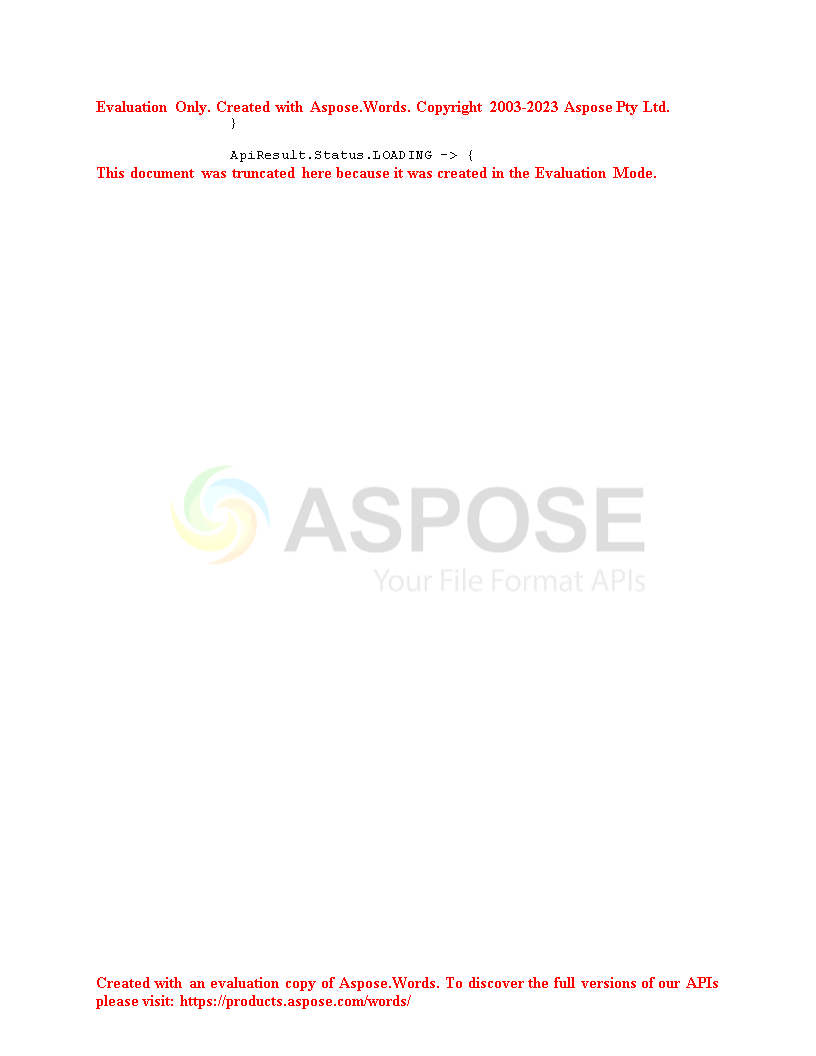 Evaluation Only. Created with Aspose.Words. Copyright 2003-2023 Aspose Pty Ltd.
}
ApiResult.Status.LOADING -> {
This document was truncated here because it was created in the Evaluation Mode.
ASPOSE
Your File Format APIs
Created with an evaluation copy of Aspose.Words. To discover the full versions of our APIs
please visit: https://products.aspose.com/words/